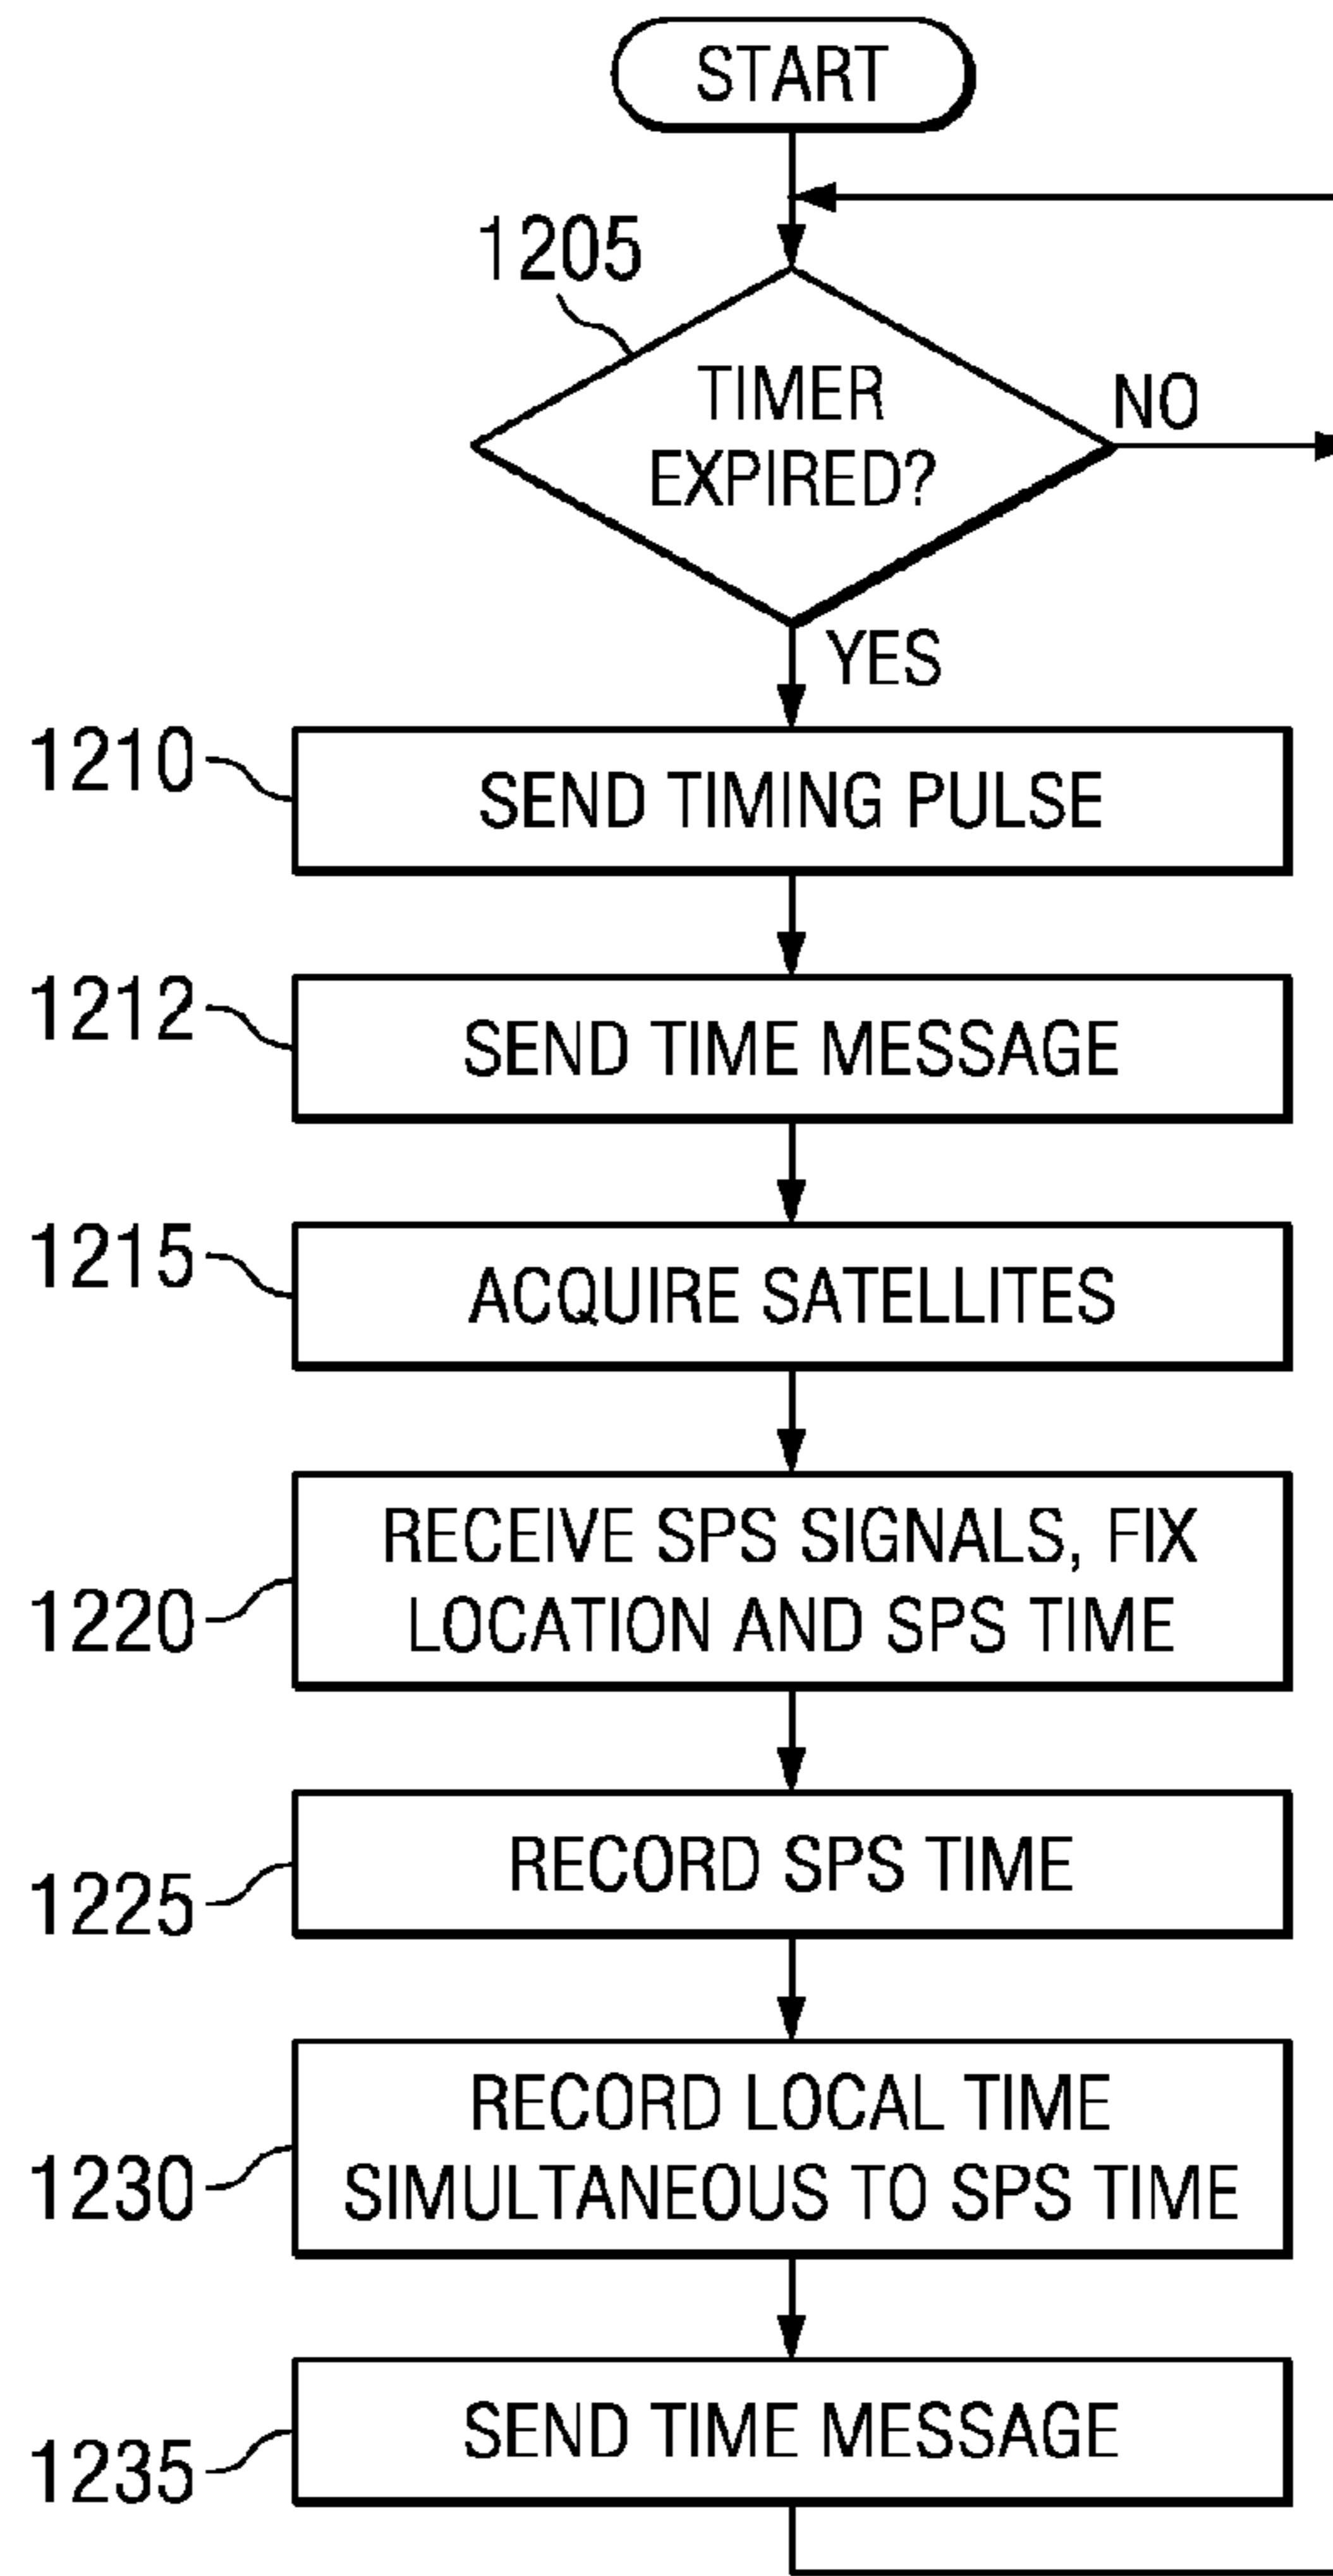 START
1205
TIMER
EXPIRED?
NO
YES
1210
SEND TIMING PULSE
1212
SEND TIME MESSAGE
1215
ACQUIRE SATELLITES
1220
RECEIVE SPS SIGNALS, FIX
LOCATION AND SPS TIME
1225
RECORD SPS TIME
1230
RECORD LOCAL TIME
SIMULTANEOUS TO SPS TIME
1235
SEND TIME MESSAGE